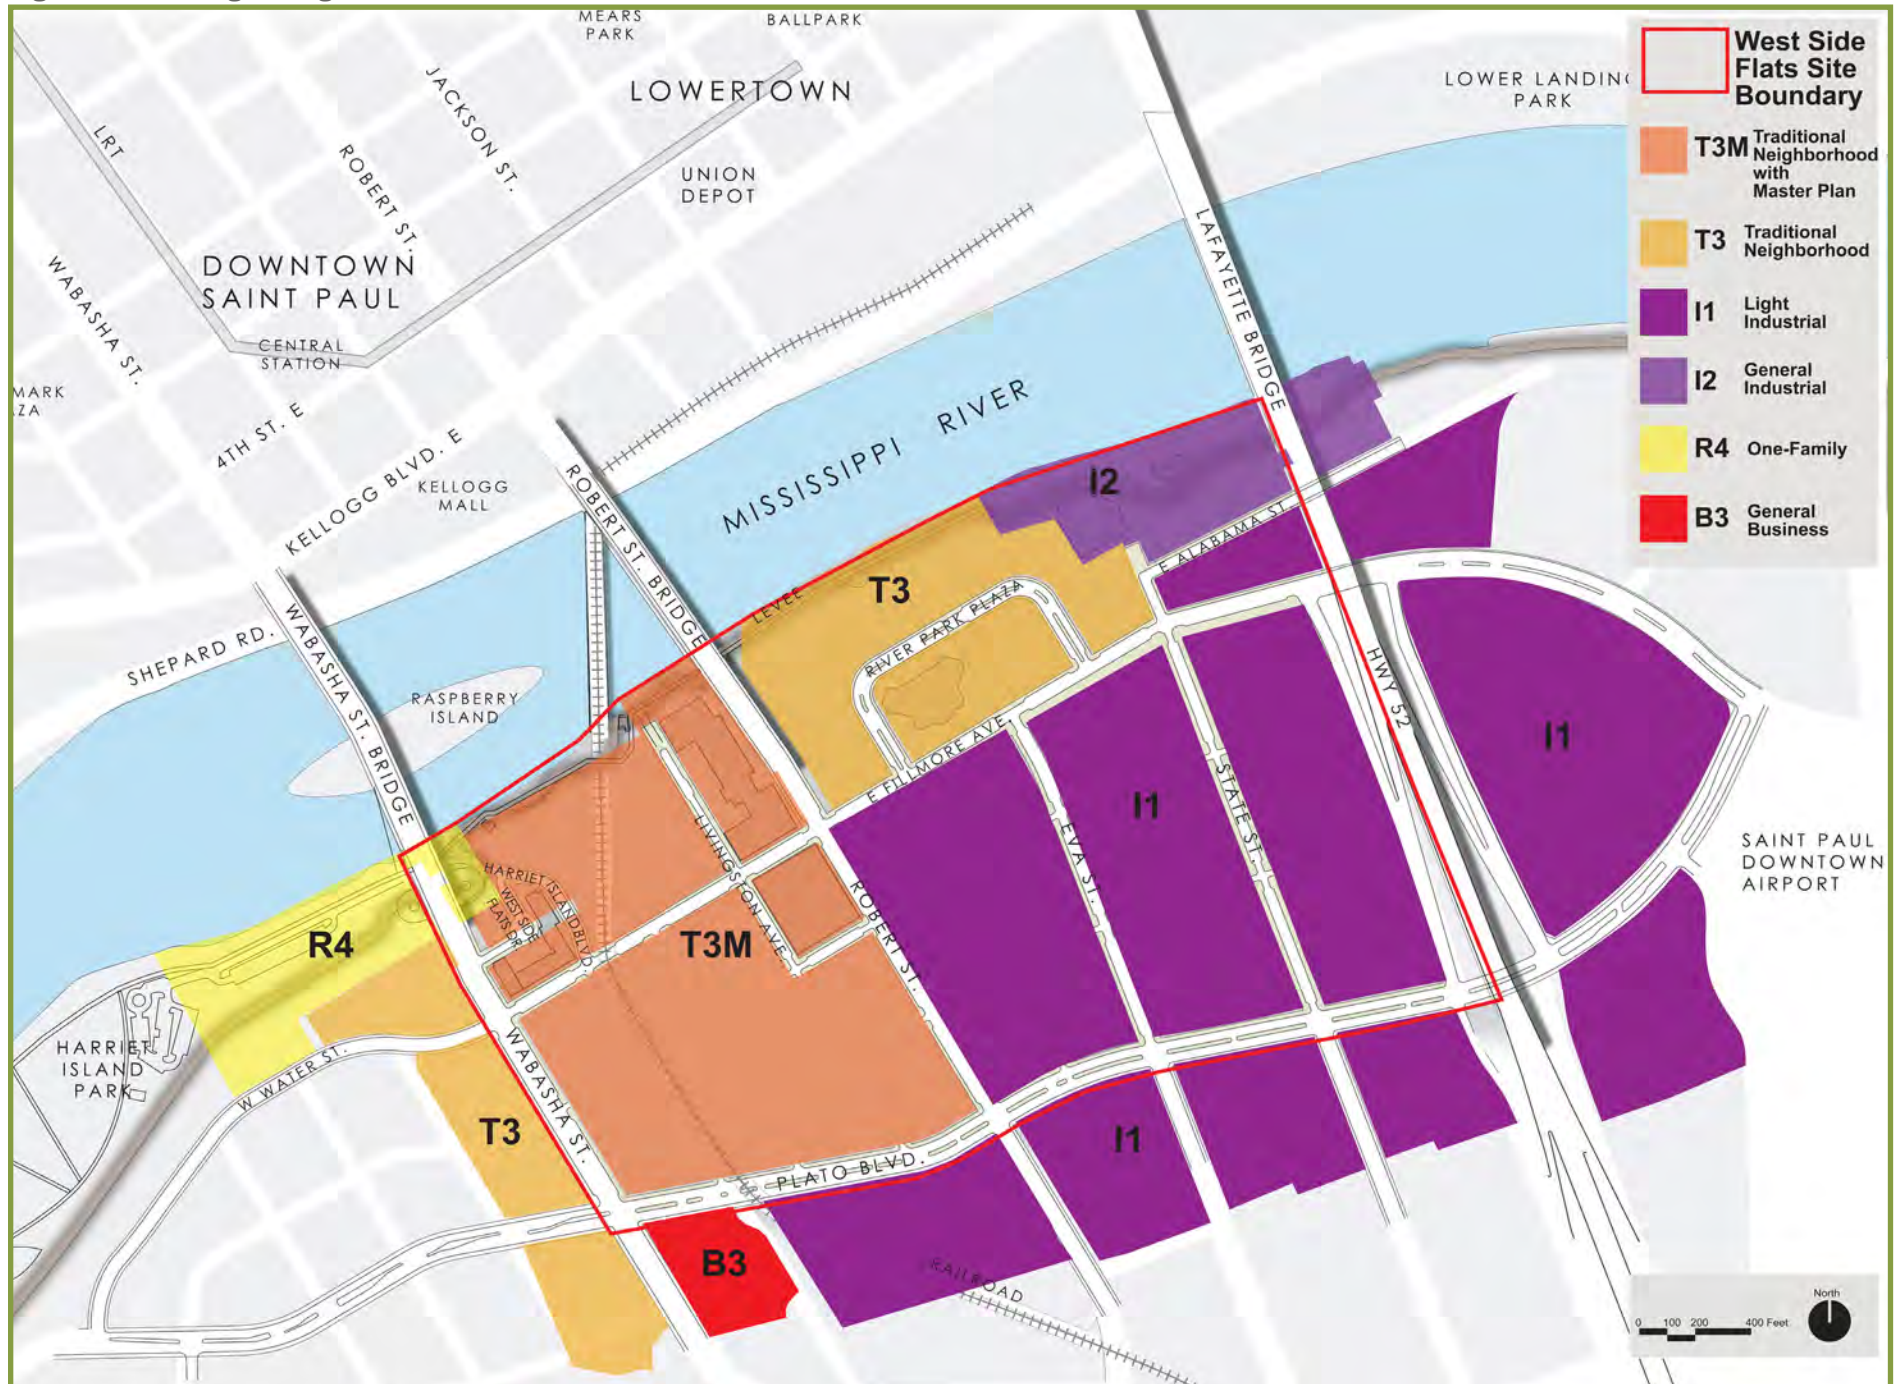 MEARS
PARK
BALLPARK
LOWERTOWN
JACKSON ST.
LRT
ROBERT ST.
UNION
DEPOT
LOWER LANDIN
PARK
WABASHA ST.
DOWNTOWN
SAINT PAUL
CENTRAL
STATION
MARK
ZA
4TH ST. E
KELLOGG BLVD. E
KELLOGG
MALL
LAFAYETTE BRIDGE
MISSISSIPPI RIVER
ROBERT ST. BRIDGE
SHEPARD RD.
WABASHA ST. BRIDGE
RASPBERRY
ISLAND
LEVEE
I2
T3
E ALABAMA ST.
RIVER PARK PLAZA
E FILLMORE AVE.
HWY 52
I1
I1
STATE ST.
EVA ST.
LIVINGSTON AVE.
ROBERT ST.
HARRIET ISLAND BLVD.
WEST SIDE
FLATS DR.
R4
T3M
SAINT PAUL
DOWNTOWN
AIRPORT
HARRIET
ISLAND
PARK
W WATER ST.
WABASHA ST.
T3
I1
PLATO BLVD.
B3
RAILROAD
West Side
Flats Site
Boundary
T3M Traditional
Neighborhood
with
Master Plan
T3 Traditional
Neighborhood
I1 Light
Industrial
I2 General
Industrial
R4 One-Family
B3 General
Business
North
0 100 200 400 Feet